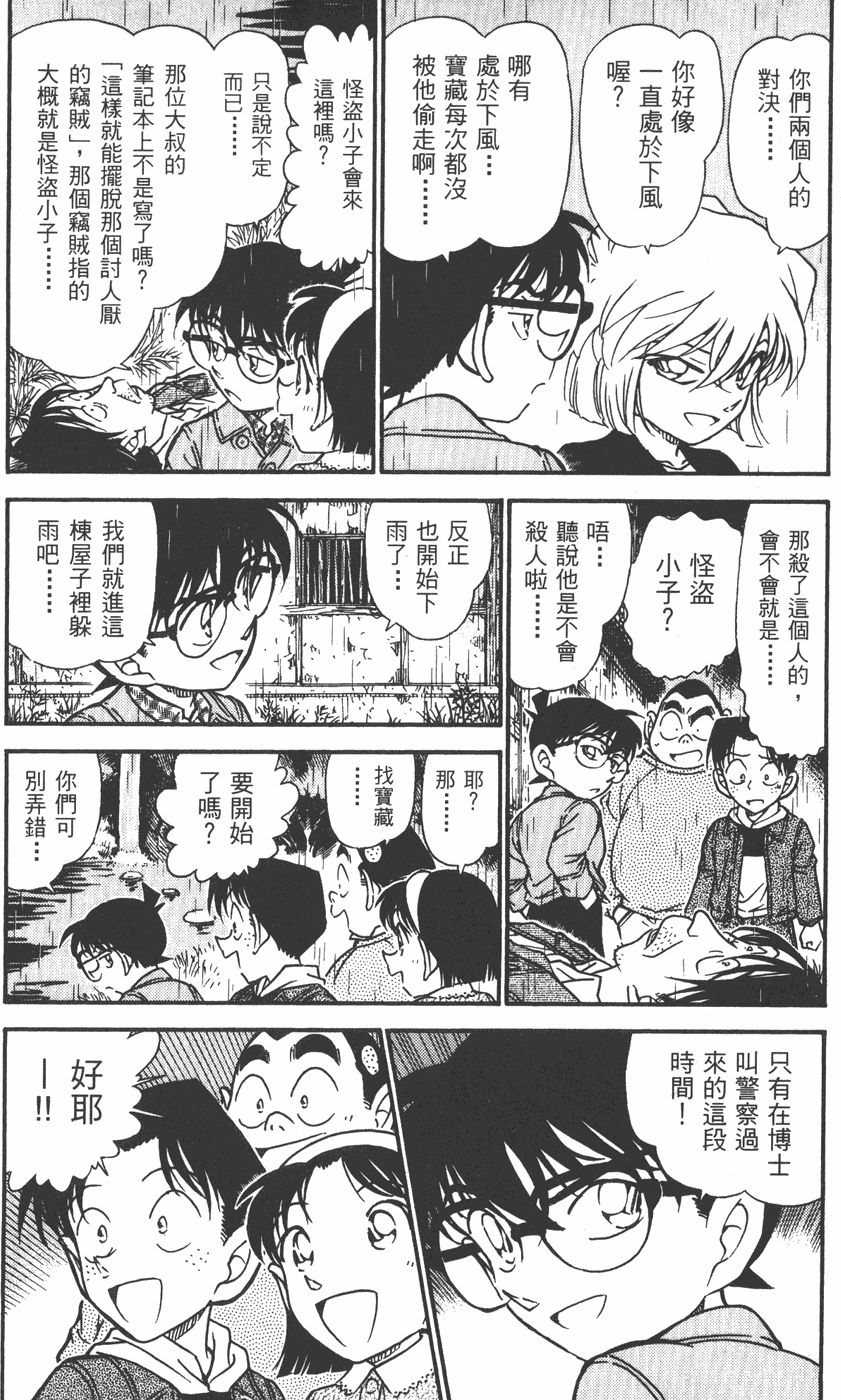 你們兩個人的
對決……
你好像
一直處於下風
喔？
哪有
處於下風…
寶藏每次都沒
被他偷走啊……
怪盜小子會來
這裡嗎？
只是說不定
而已……
那位大叔的
筆記本上不是寫了嗎？
「這樣就能擺脫那個討人厭
的竊賊」，那個竊賊指的
大概就是怪盜小子……
那殺了這個人的，
會不會就是……
怪盜
小子？
唔…
聽說他是不會
殺人啦……
反正
也開始下
雨了…
我們就進這
棟屋子裡躲
雨吧……
耶？
那……
找寶藏
……
要開始
了嗎？
你們可
別弄錯…
只有在博士
叫警察過
來的這段
時間！
好耶
ー!!